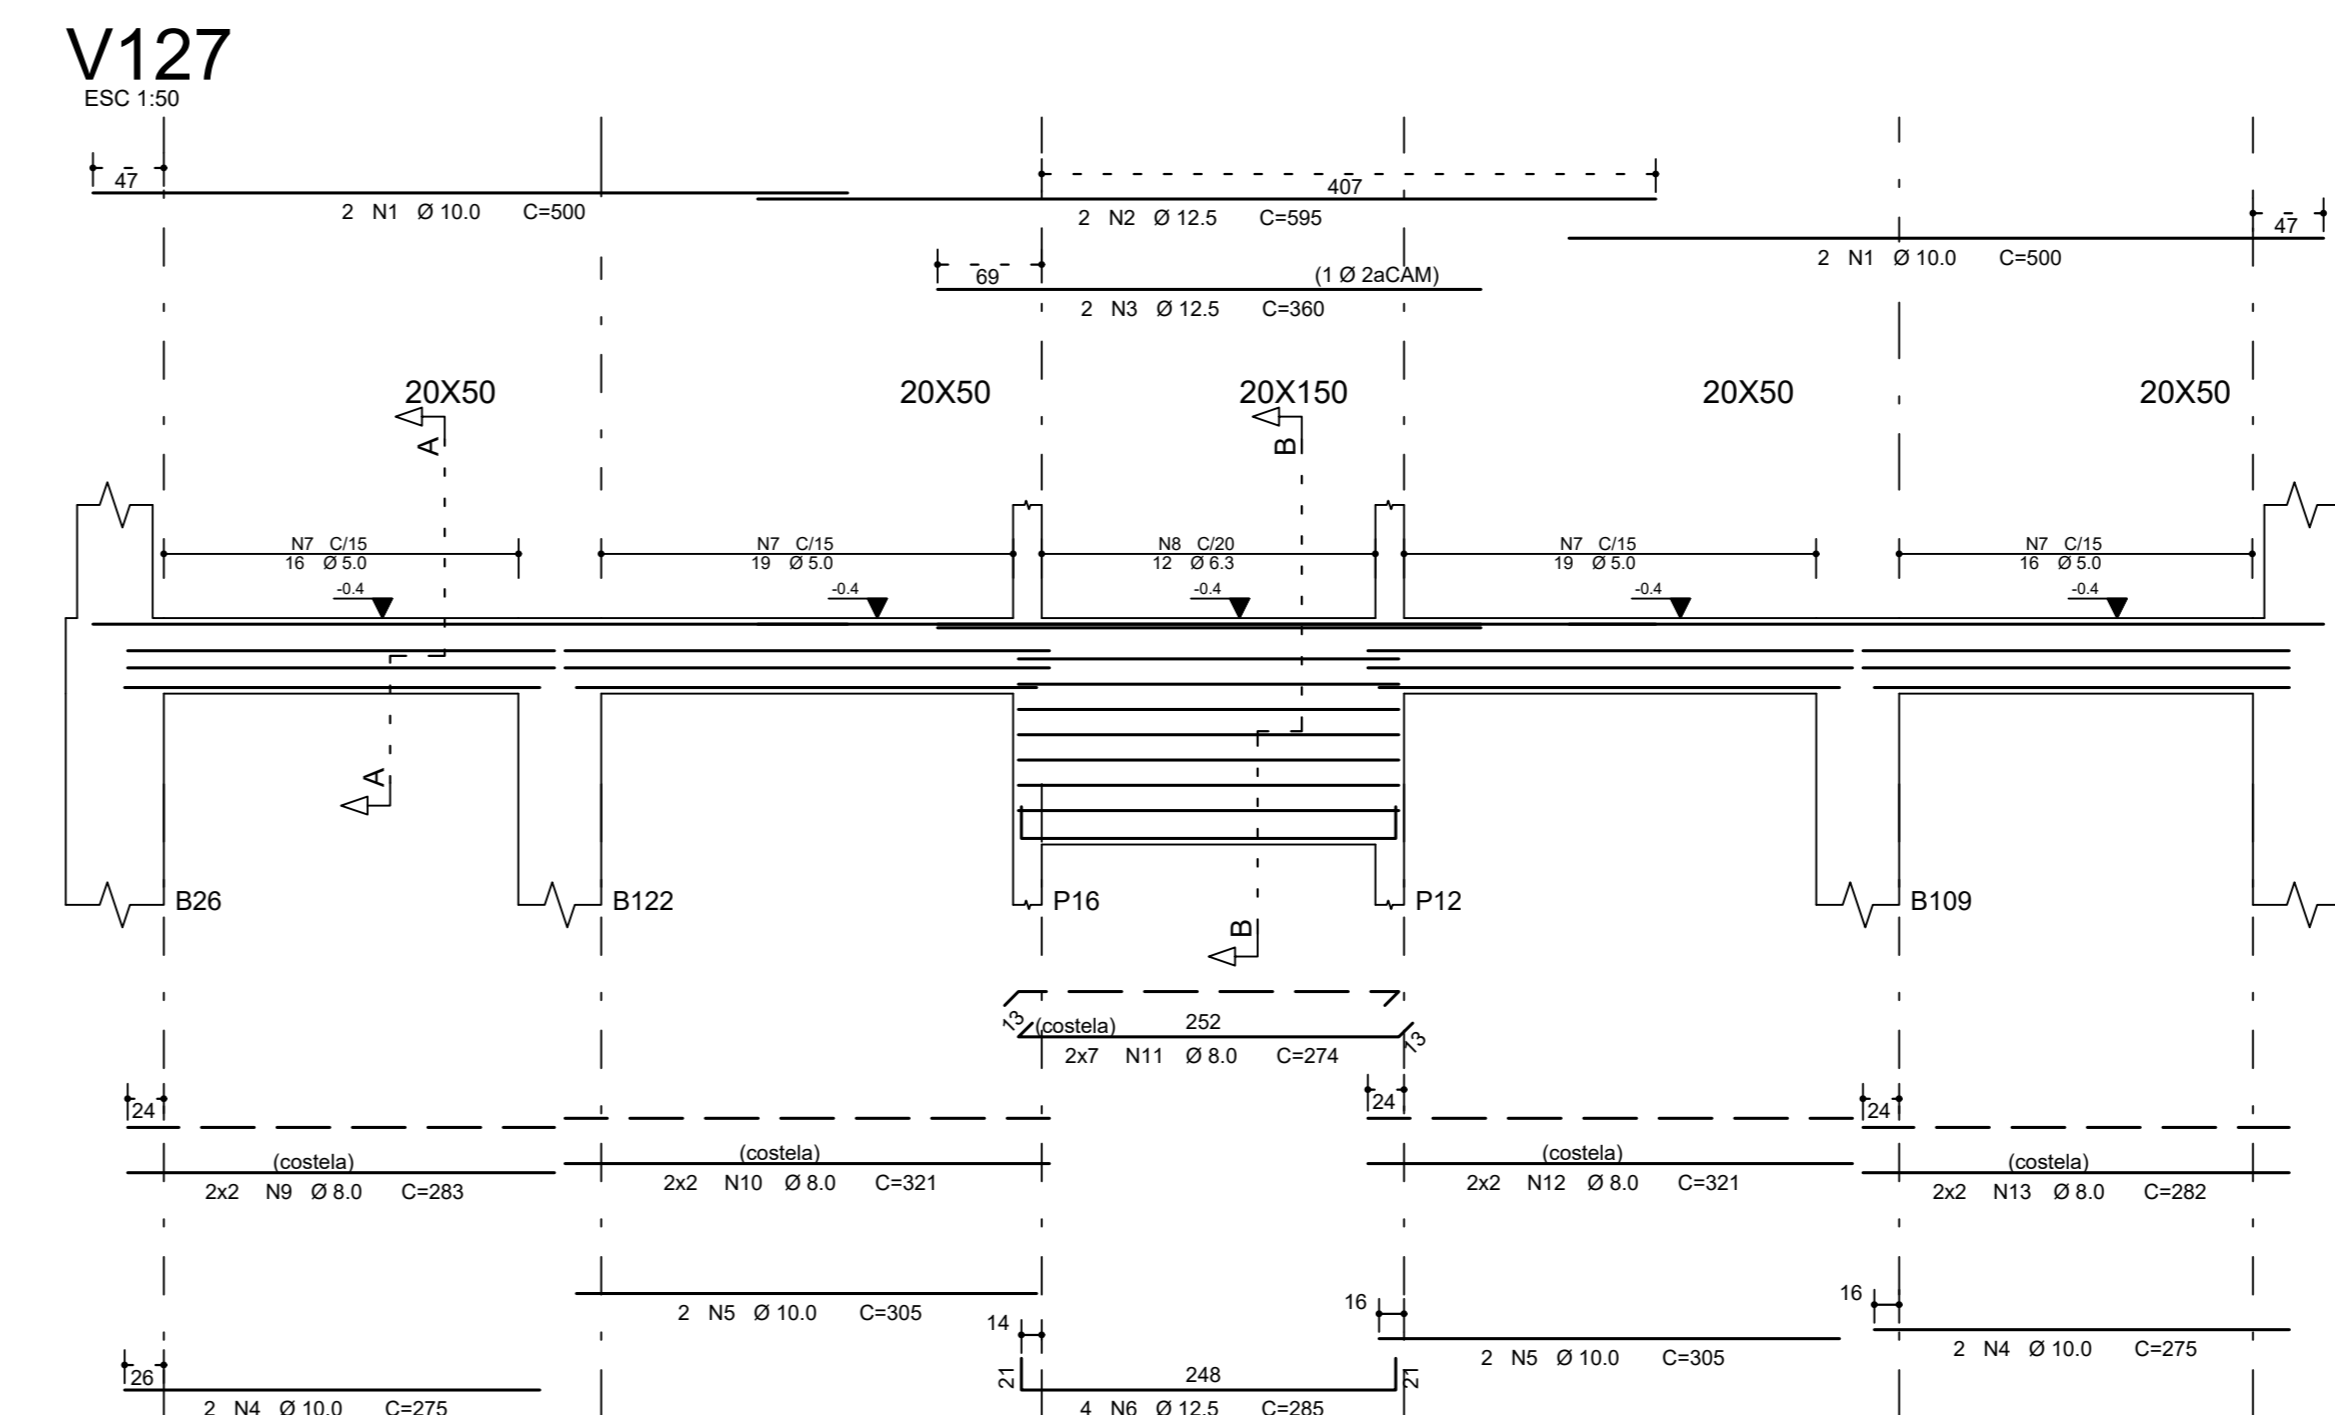 V127
ESC 1:50
47
2 N1 Ø 10.0 C=500
407
2 N2 Ø 12.5 C=595
47
2 N1 Ø 10.0 C=500
69
(1 Ø 2aCAM)
2 N3 Ø 12.5 C=360
20X50
20X50
20X150
20X50
20X50
A
B
N7 C/15
16 Ø 5.0
N7 C/15
19 Ø 5.0
N8 C/20
12 Ø 6.3
N7 C/15
19 Ø 5.0
N7 C/15
16 Ø 5.0
-0.4
-0.4
-0.4
-0.4
-0.4
A
B26
B122
P16
P12
B109
B
13
(costela)
252
13
2x7 N11 Ø 8.0 C=274
24
24
24
(costela)
2x2 N9 Ø 8.0 C=283
(costela)
2x2 N10 Ø 8.0 C=321
(costela)
2x2 N12 Ø 8.0 C=321
(costela)
2x2 N13 Ø 8.0 C=282
2 N5 Ø 10.0 C=305
14
16
2 N5 Ø 10.0 C=305
16
2 N4 Ø 10.0 C=275
26
2 N4 Ø 10.0 C=275
21
248
21
4 N6 Ø 12.5 C=285